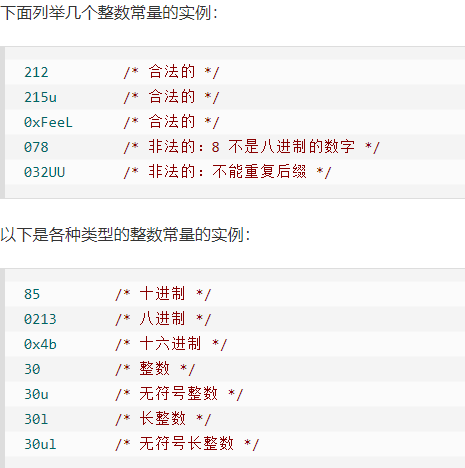 下面列举几个整数常量的实例：
212 /* 合法的 */
215u /* 合法的 */
0xFeeL /* 合法的 */
078 /* 非法的：8 不是八进制的数字 */
032UU /* 非法的：不能重复后缀 */
以下是各种类型的整数常量的实例：
85 /* 十进制 */
0213 /* 八进制 */
0x4b /* 十六进制 */
30 /* 整数 */
30u /* 无符号整数 */
30l /* 长整数 */
30ul /* 无符号长整数 */